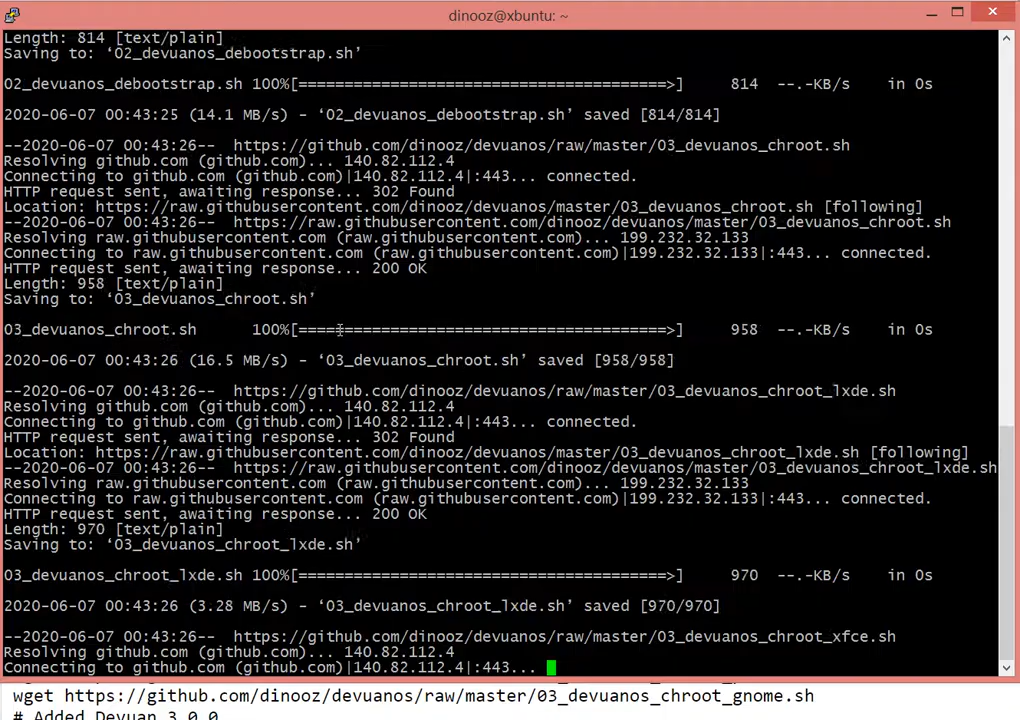 dinooz@xbuntu: ~
Length: 814 [text/plain]
Saving to: ‘02_devuanos_debootstrap.sh’
02_devuanos_debootstrap.sh 100%[========================================>]     814  --.-KB/s    in 0s
2020-06-07 00:43:25 (14.1 MB/s) - ‘02_devuanos_debootstrap.sh’ saved [814/814]
--2020-06-07 00:43:26--  https://github.com/dinooz/devuanos/raw/master/03_devuanos_chroot.sh
Resolving github.com (github.com)... 140.82.112.4
Connecting to github.com (github.com)|140.82.112.4|:443... connected.
HTTP request sent, awaiting response... 302 Found
Location: https://raw.githubusercontent.com/dinooz/devuanos/master/03_devuanos_chroot.sh [following]
--2020-06-07 00:43:26--  https://raw.githubusercontent.com/dinooz/devuanos/master/03_devuanos_chroot.sh
Resolving raw.githubusercontent.com (raw.githubusercontent.com)... 199.232.32.133
Connecting to raw.githubusercontent.com (raw.githubusercontent.com)|199.232.32.133|:443... connected.
HTTP request sent, awaiting response... 200 OK
Length: 958 [text/plain]
Saving to: ‘03_devuanos_chroot.sh’
03_devuanos_chroot.sh      100%[========================================>]     958  --.-KB/s    in 0s
2020-06-07 00:43:26 (16.5 MB/s) - ‘03_devuanos_chroot.sh’ saved [958/958]
--2020-06-07 00:43:26--  https://github.com/dinooz/devuanos/raw/master/03_devuanos_chroot_lxde.sh
Resolving github.com (github.com)... 140.82.112.4
Connecting to github.com (github.com)|140.82.112.4|:443... connected.
HTTP request sent, awaiting response... 302 Found
Location: https://raw.githubusercontent.com/dinooz/devuanos/master/03_devuanos_chroot_lxde.sh [following]
--2020-06-07 00:43:26--  https://raw.githubusercontent.com/dinooz/devuanos/master/03_devuanos_chroot_lxde.sh
Resolving raw.githubusercontent.com (raw.githubusercontent.com)... 199.232.32.133
Connecting to raw.githubusercontent.com (raw.githubusercontent.com)|199.232.32.133|:443... connected.
HTTP request sent, awaiting response... 200 OK
Length: 970 [text/plain]
Saving to: ‘03_devuanos_chroot_lxde.sh’
03_devuanos_chroot_lxde.sh 100%[========================================>]     970  --.-KB/s    in 0s
2020-06-07 00:43:26 (3.28 MB/s) - ‘03_devuanos_chroot_lxde.sh’ saved [970/970]
--2020-06-07 00:43:26--  https://github.com/dinooz/devuanos/raw/master/03_devuanos_chroot_xfce.sh
Resolving github.com (github.com)... 140.82.112.4
Connecting to github.com (github.com)|140.82.112.4|:443...
wget https://github.com/dinooz/devuanos/raw/master/03_devuanos_chroot_gnome.sh
# Added Devuan 3.0.0